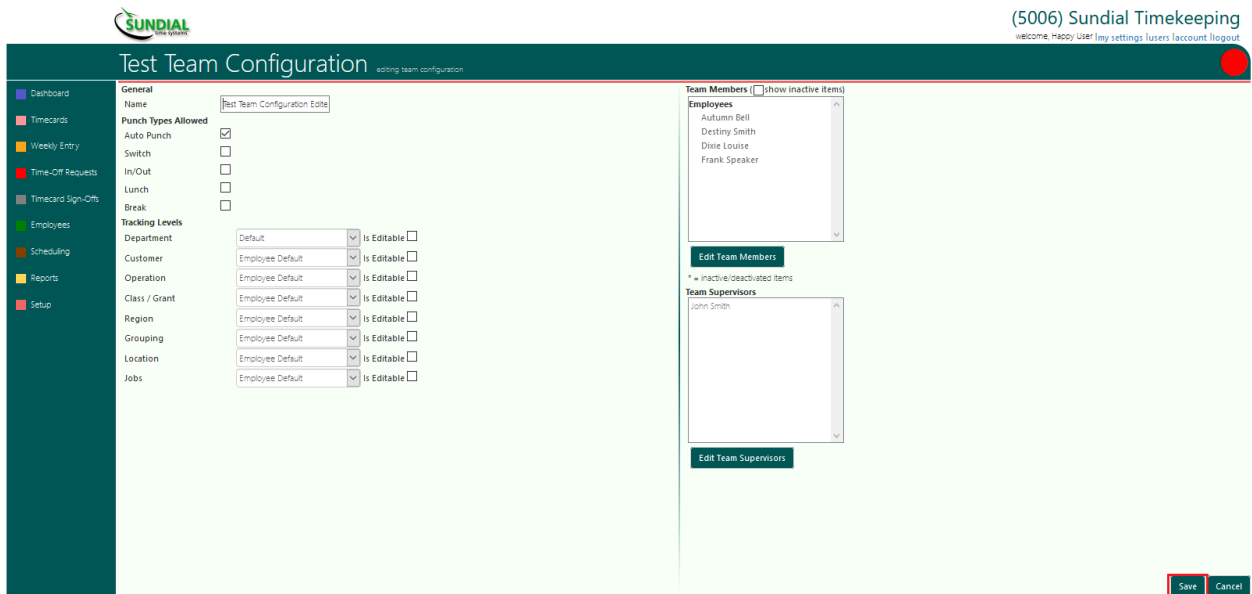 SUNDIAL
time systems
(5006) Sundial Timekeeping
welcome, Happy User |my settings |users |account |logout
Test Team Configuration editing team configuration
Dashboard
Timecards
Weekly Entry
Time-Off Requests
Timecard Sign-Offs
Employees
Scheduling
Reports
Setup
General
Name Test Team Configuration Edite
Punch Types Allowed
Auto Punch
Switch
In/Out
Lunch
Break
Tracking Levels
Department Default Is Editable
Customer Employee Default Is Editable
Operation Employee Default Is Editable
Class / Grant Employee Default Is Editable
Region Employee Default Is Editable
Grouping Employee Default Is Editable
Location Employee Default Is Editable
Jobs Employee Default Is Editable
Team Members (show inactive items)
Employees
Autumn Bell
Destiny Smith
Dixie Louise
Frank Speaker
Edit Team Members
* = inactive/deactivated items
Team Supervisors
John Smith
Edit Team Supervisors
Save Cancel